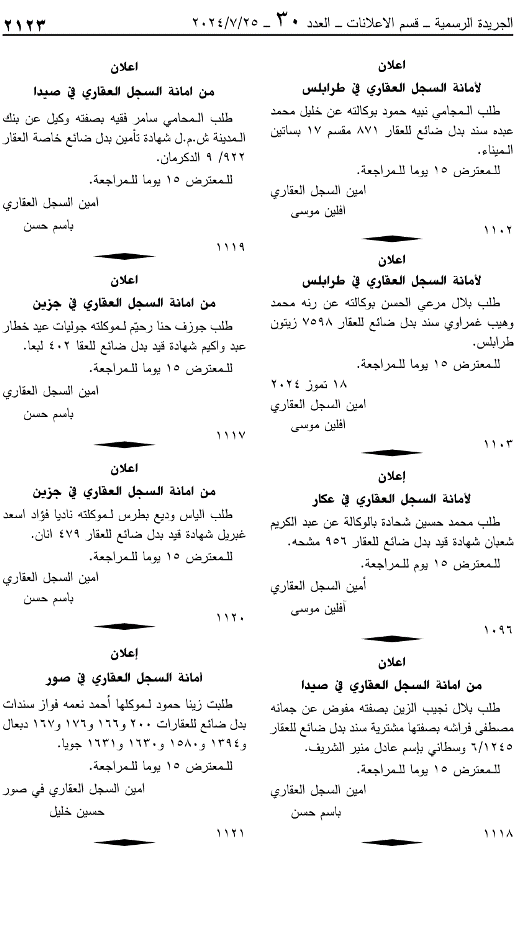 الجريدة الرسمية ــ قسم الاعلانات ــ العدد ٣٠ ــ ٢٠٢٤/٧/٢٥
٢١٢٣
اعلان
لأمانة السجل العقاري في طرابلس
طلب المحامي نبيه حمود بوكالته عن خليل محمد
عبده سند بدل ضائع للعقار ٨٧١ مقسم ١٧ بساتين
الميناء.
للمعترض ١٥ يوما للمراجعة.
امين السجل العقاري
افلين موسى
١١٠٢
اعلان
لأمانة السجل العقاري في طرابلس
طلب بلال مرعي الحسن بوكالته عن رنه محمد
وهيب غمراوي سند بدل ضائع للعقار ٧٥٩٨ زيتون
طرابلس.
للمعترض ١٥ يوما للمراجعة.
١٨ تموز ٢٠٢٤
امين السجل العقاري
افلين موسى
١١٠٣
إعلان
لأمانة السجل العقاري في عكار
طلب محمد حسين شحادة بالوكالة عن عبد الكريم
شعبان شهادة قيد بدل ضائع للعقار ٩٥٦ مشحه.
للمعترض ١٥ يوم للمراجعة.
أمين السجل العقاري
آفلين موسى
١٠٩٦
اعلان
من امانة السجل العقاري في صيدا
طلب بلال نجيب الزين بصفته مفوض عن جمانه
مصطفى فراشه بصفتها مشترية سند بدل ضائع للعقار
٦/١٢٤٥ وسطاني بإسم عادل منير الشريف.
للمعترض ١٥ يوما للمراجعة.
امين السجل العقاري
باسم حسن
١١١٨
اعلان
من امانة السجل العقاري في صيدا
طلب المحامي سامر فقيه بصفته وكيل عن بنك
المدينة ش.م.ل شهادة تأمين بدل ضائع خاصة العقار
٩٢٢/ ٩ الدكرمان.
للمعترض ١٥ يوما للمراجعة.
امين السجل العقاري
باسم حسن
١١١٩
اعلان
من امانة السجل العقاري في جزين
طلب جوزف حنا رحيّم لموكلته جوليات عيد خطار
عبد واكيم شهادة قيد بدل ضائع للعقا ٤٠٢ لبعا.
للمعترض ١٥ يوما للمراجعة.
امين السجل العقاري
باسم حسن
١١١٧
اعلان
من امانة السجل العقاري في جزين
طلب الياس وديع بطرس لموكلته ناديا فؤاد اسعد
غبريل شهادة قيد بدل ضائع للعقار ٤٧٩ انان.
للمعترض ١٥ يوما للمراجعة.
امين السجل العقاري
باسم حسن
١١٢٠
إعلان
أمانة السجل العقاري في صور
طلبت زينا حمود لموكلها أحمد نعمه فواز سندات
بدل ضائع للعقارات ٢٠٠ و١٦٦ و١٧٦ و١٦٧ دبعال
و١٣٩٤ و١٥٨٠ و١٦٣٠ و١٦٣١ جويا.
للمعترض ١٥ يوما للمراجعة.
امين السجل العقاري في صور
حسين خليل
١١٢١